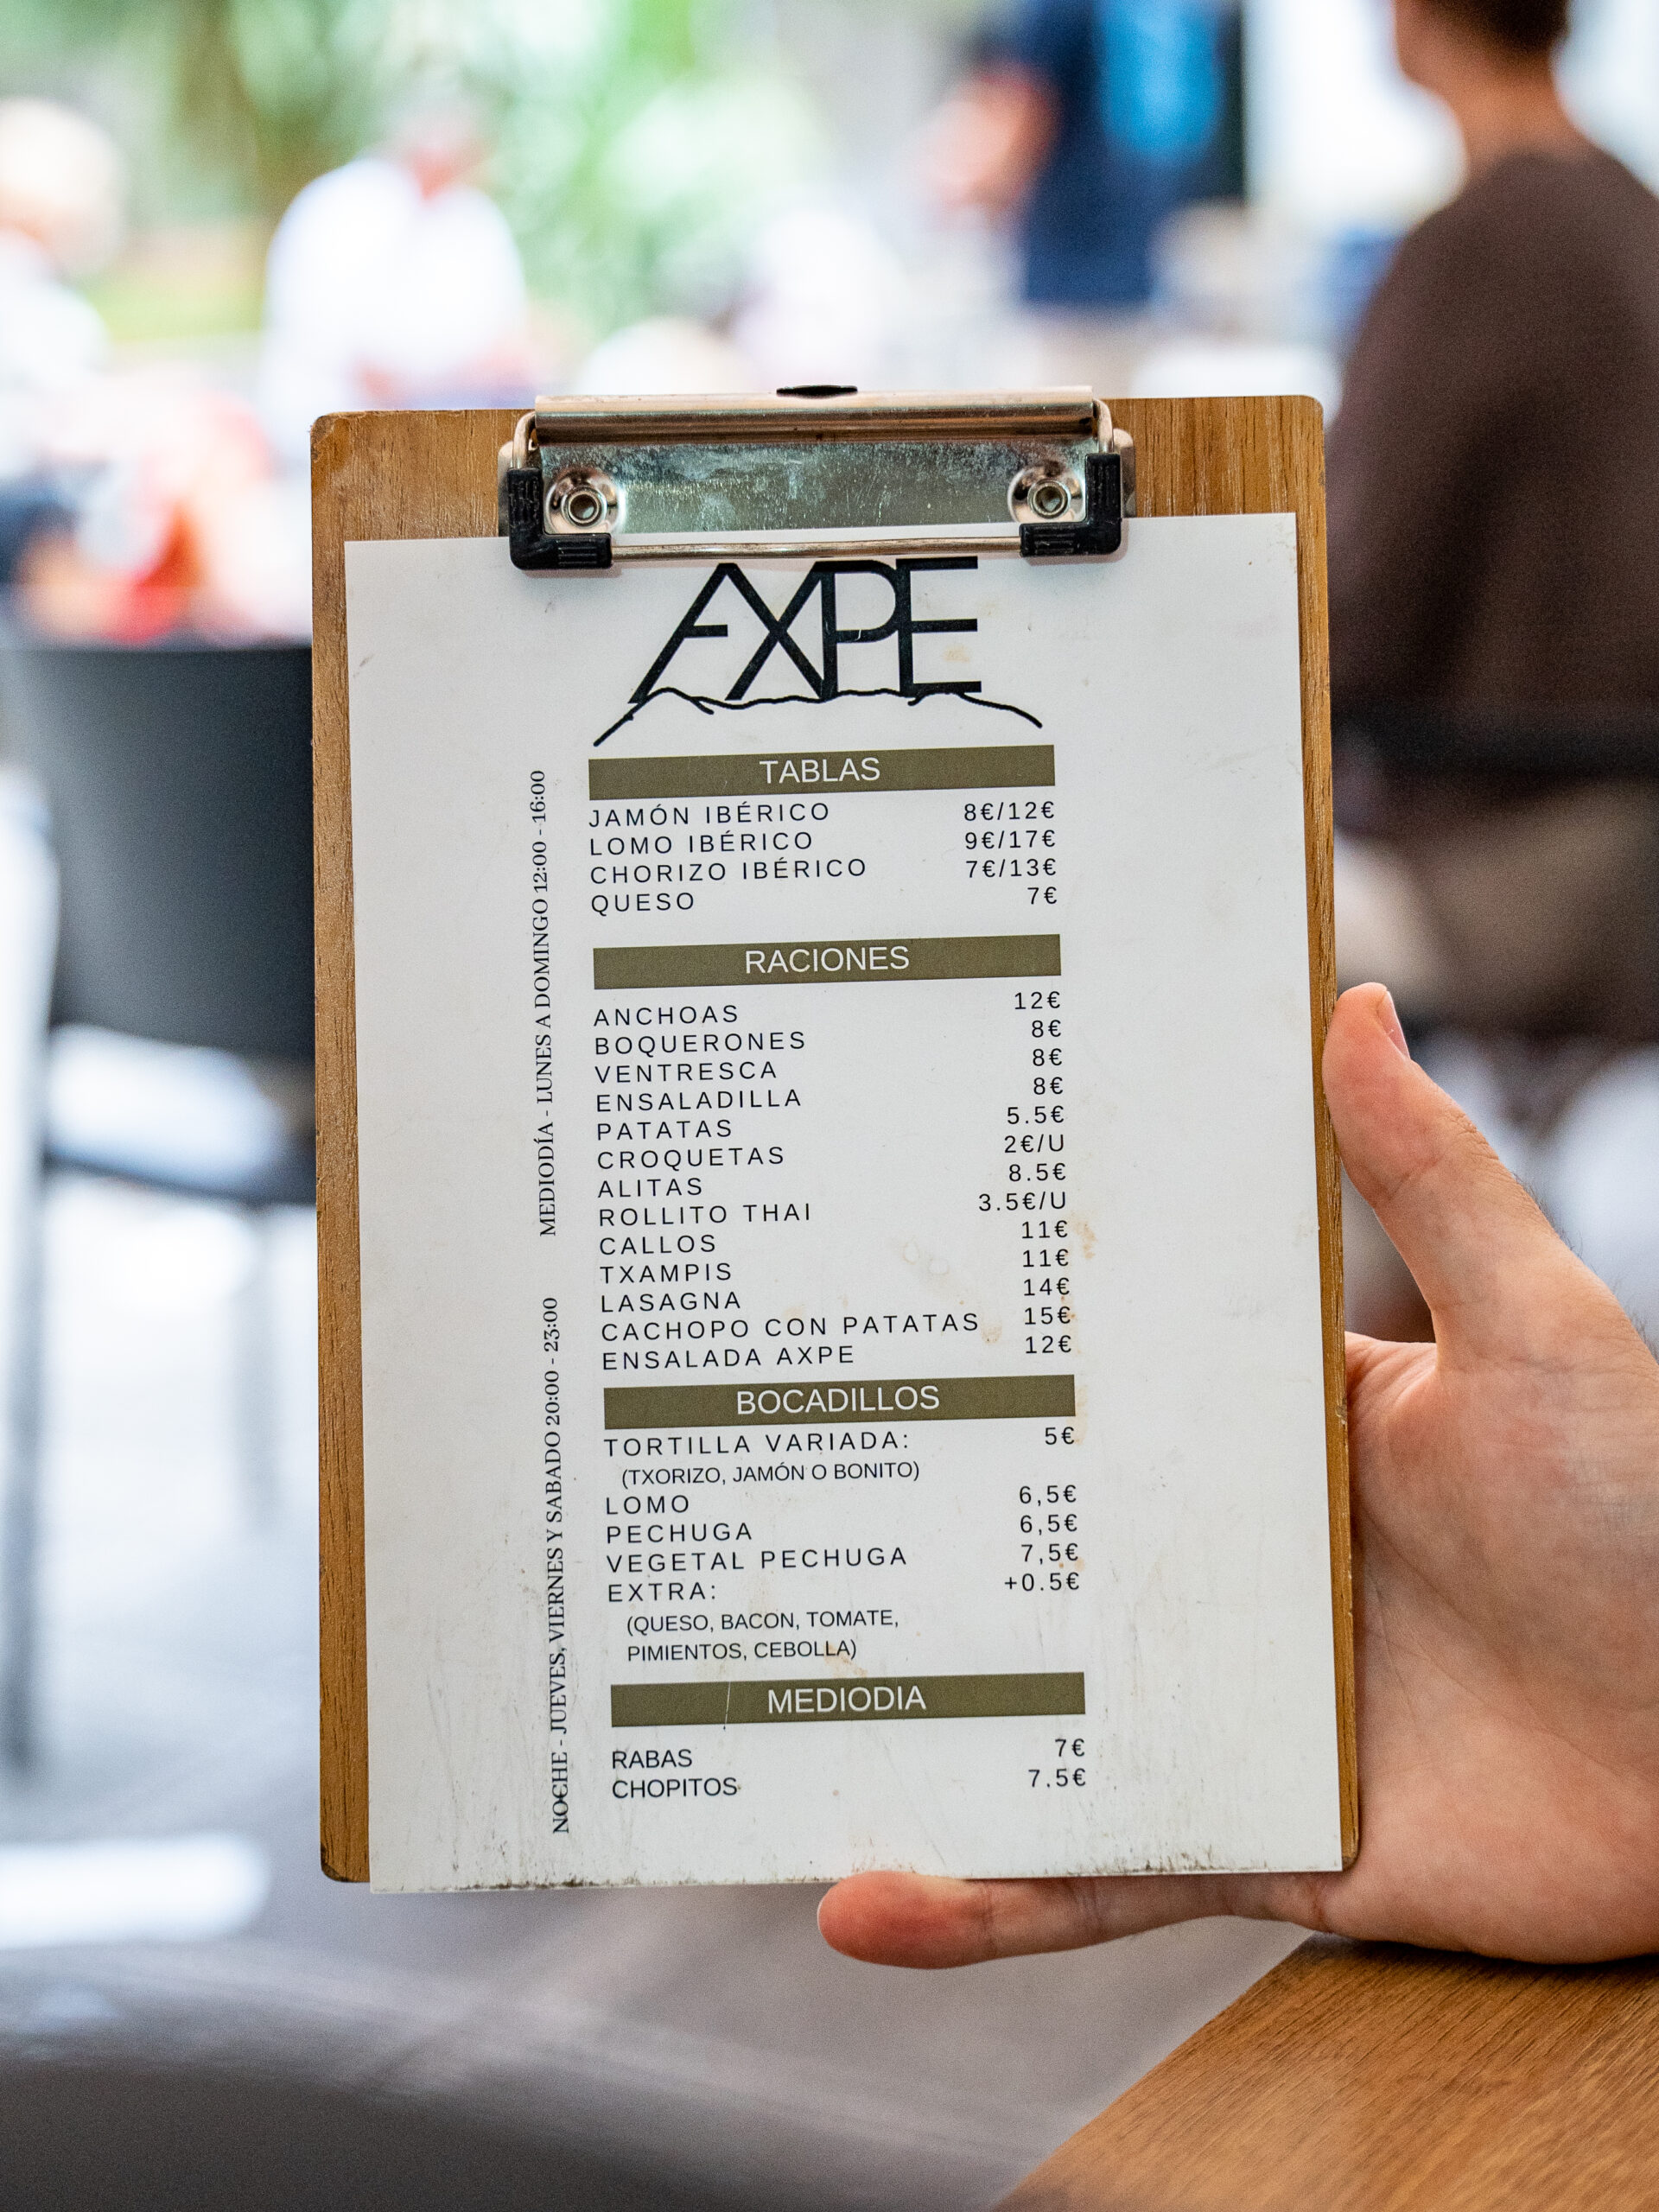 AXPE
TABLAS
JAMÓN IBÉRICO 8€/12€
LOMO IBÉRICO 9€/17€
CHORIZO IBÉRICO 7€/13€
QUESO 7€
RACIONES
ANCHOAS 12€
BOQUERONES 8€
VENTRESCA 8€
ENSALADILLA 8€
PATATAS 5.5€
CROQUETAS 2€/U
ALITAS 8.5€
ROLLITO THAI 3.5€/U
CALLOS 11€
TXAMPIS 11€
LASAGNA 14€
CACHOPO CON PATATAS 15€
ENSALADA AXPE 12€
BOCADILLOS
TORTILLA VARIADA: 5€
(TXORIZO, JAMÓN O BONITO)
LOMO 6,5€
PECHUGA 6,5€
VEGETAL PECHUGA 7,5€
EXTRA: +0.5€
(QUESO, BACON, TOMATE,
PIMIENTOS, CEBOLLA)
MEDIODIA
RABAS 7€
CHOPITOS 7.5€
MEDIODÍA - LUNES A DOMINGO 12:00 - 16:00
NOCHE - JUEVES, VIERNES Y SABADO 20:00 - 23:00